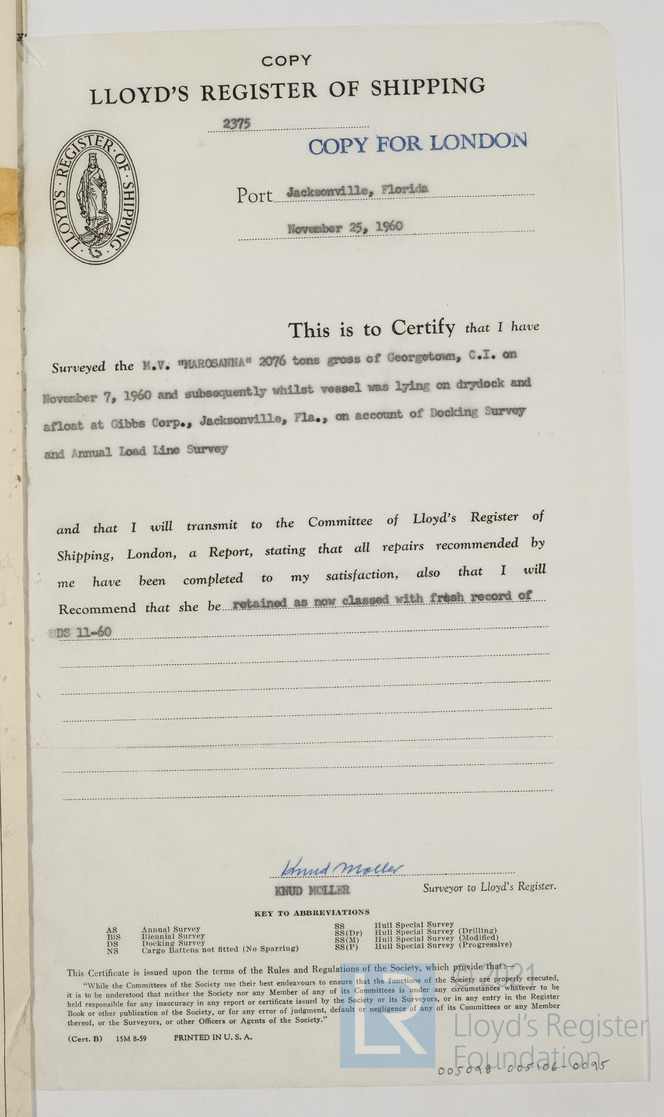 COPY
LLOYD'S REGISTER OF SHIPPING
2375
COPY FOR LONDON
LLOYD'S · REGISTER · OF · SHIPPING ·
Port Jacksonville, Florida
November 25, 1960
This is to Certify that I have
Surveyed the M.V. "MAROSANNA" 2076 tons gross of Georgetown, C.I. on
November 7, 1960 and subsequently whilst vessel was lying on drydock and
afloat at Gibbs Corp., Jacksonville, Fla., on account of Docking Survey
and Annual Load Line Survey
and that I will transmit to the Committee of Lloyd's Register of
Shipping, London, a Report, stating that all repairs recommended by
me have been completed to my satisfaction, also that I will
Recommend that she be retained as now classed with fresh record of
DS 11-60
Knud Moller
KNUD MOLLER Surveyor to Lloyd's Register.
KEY TO ABBREVIATIONS
AS Annual Survey SS Hull Special Survey
BiS Biennial Survey SS(Dr) Hull Special Survey (Drilling)
DS Docking Survey SS(M) Hull Special Survey (Modified)
NS Cargo Battens not fitted (No Sparring) SS(P) Hull Special Survey (Progressive)
This Certificate is issued upon the terms of the Rules and Regulations of the Society, which provide that:—
"While the Committees of the Society use their best endeavours to ensure that the functions of the Society are properly executed,
it is to be understood that neither the Society nor any Member of any of its Committees is under any circumstances whatever to be
held responsible for any inaccuracy in any report or certificate issued by the Society or its Surveyors, or in any entry in the Register
Book or other publication of the Society, or for any error of judgment, default or negligence of any of its Committees or any Member
thereof, or the Surveyors, or other Officers or Agents of the Society."
(Cert. B) 15M 8-59 PRINTED IN U. S. A.
© 2021
LR
Lloyd's Register
Foundation
005098-005106-0095